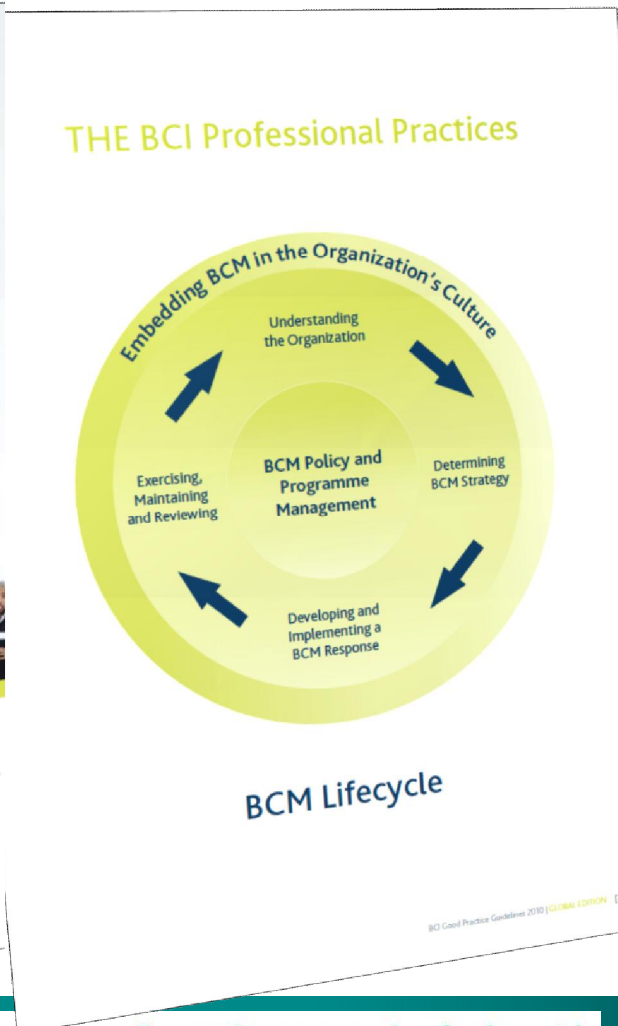 THE BCI Professional Practices
Embedding BCM in the Organization's Culture
Understanding
the Organization
Determining
BCM Strategy
BCM Policy and
Programme
Management
Exercising,
Maintaining
and Reviewing
Developing and
Implementing a
BCM Response
BCM Lifecycle
BCI Good Practice Guidelines 2010 | GLOBAL EDITION